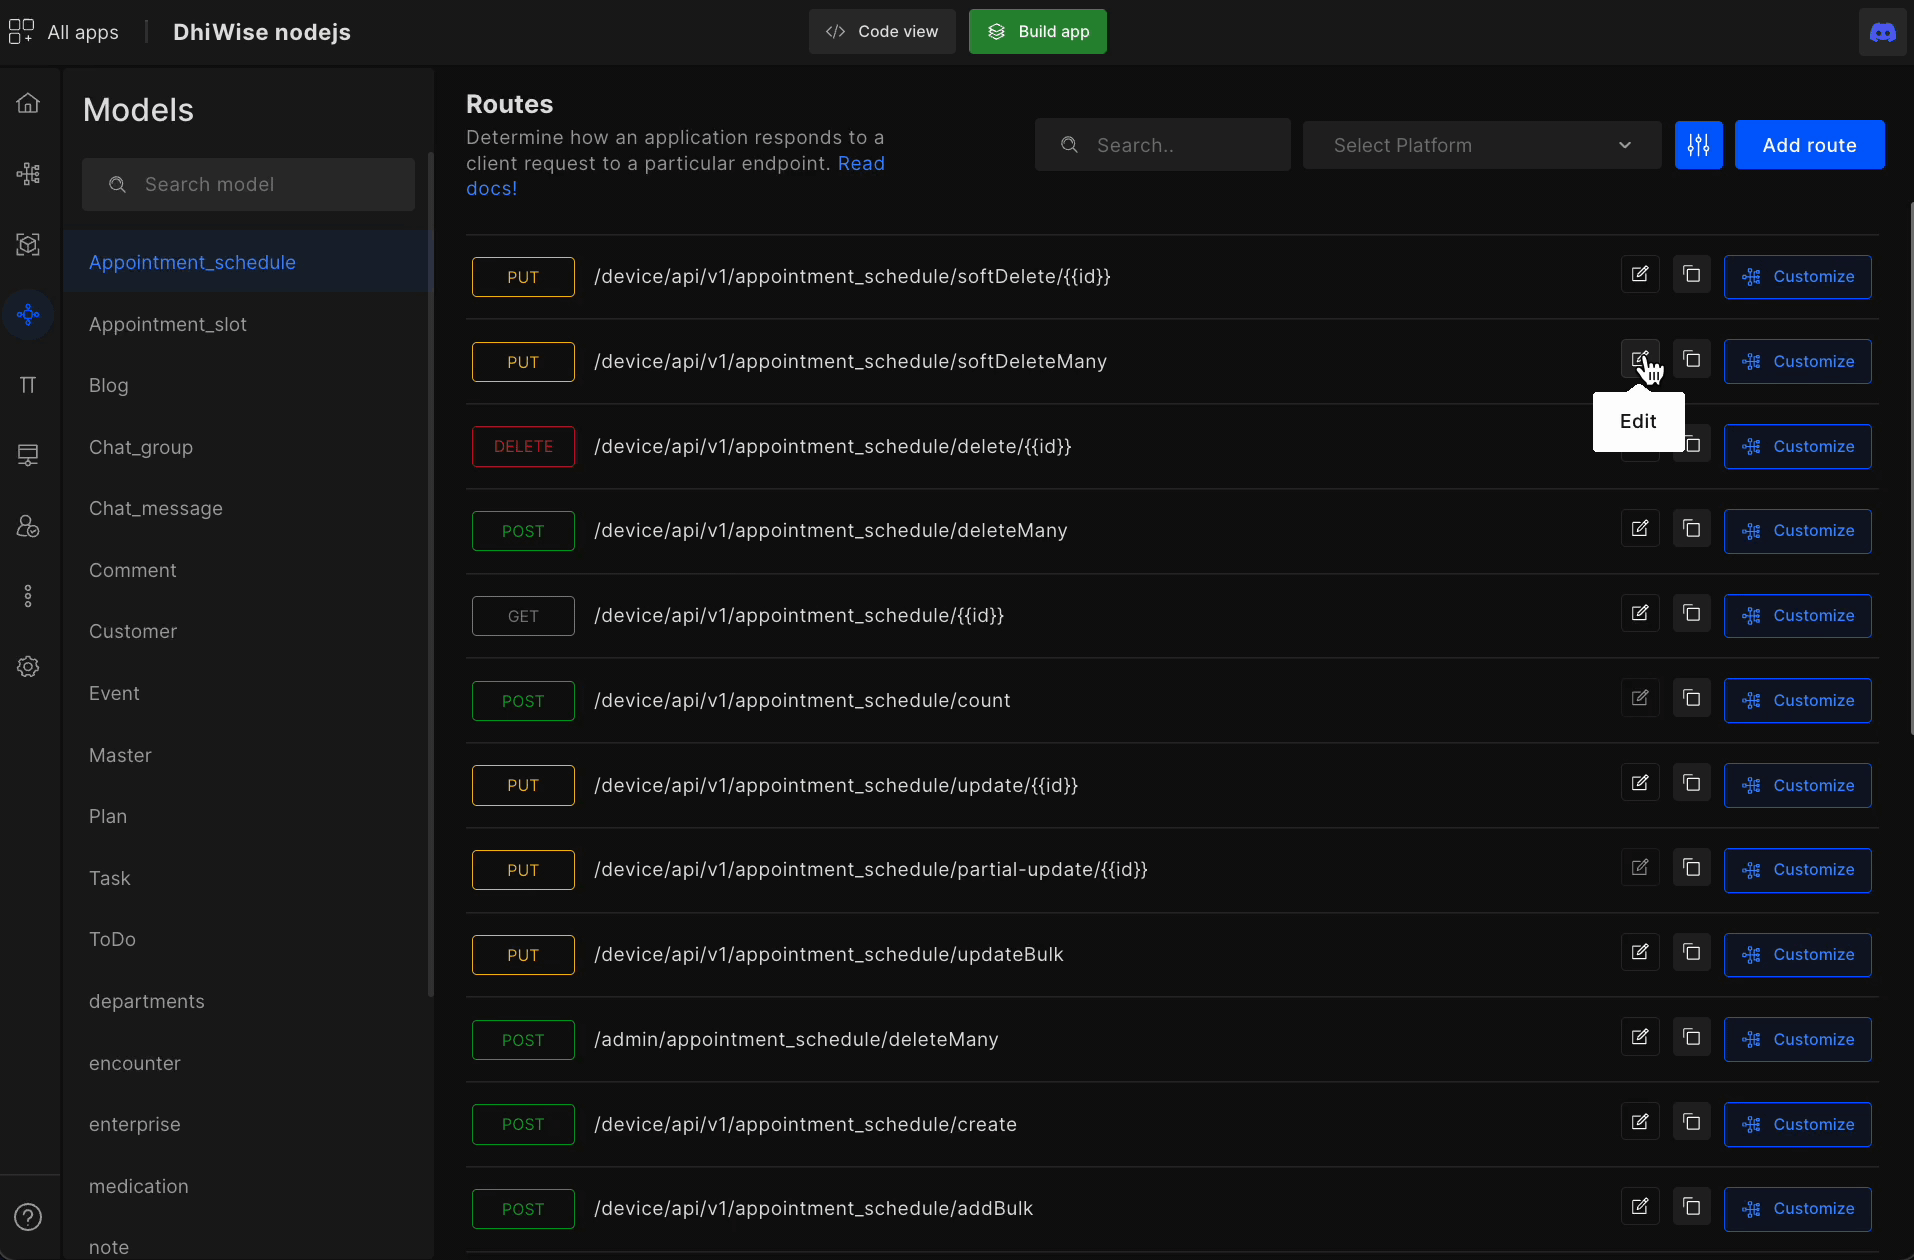 All apps
DhiWise nodejs
Code view
Build app
Models
Search model
Appointment_schedule
Appointment_slot
Blog
Chat_group
Chat_message
Comment
Customer
Event
Master
Plan
Task
ToDo
departments
encounter
enterprise
medication
note
Routes
Determine how an application responds to a
client request to a particular endpoint. Read
docs!
Search..
Select Platform
Add route
PUT /device/api/v1/appointment_schedule/softDelete/{{id}} Customize
PUT /device/api/v1/appointment_schedule/softDeleteMany Customize
Edit
DELETE /device/api/v1/appointment_schedule/delete/{{id}} Customize
POST /device/api/v1/appointment_schedule/deleteMany Customize
GET /device/api/v1/appointment_schedule/{{id}} Customize
POST /device/api/v1/appointment_schedule/count Customize
PUT /device/api/v1/appointment_schedule/update/{{id}} Customize
PUT /device/api/v1/appointment_schedule/partial-update/{{id}} Customize
PUT /device/api/v1/appointment_schedule/updateBulk Customize
POST /admin/appointment_schedule/deleteMany Customize
POST /device/api/v1/appointment_schedule/create Customize
POST /device/api/v1/appointment_schedule/addBulk Customize